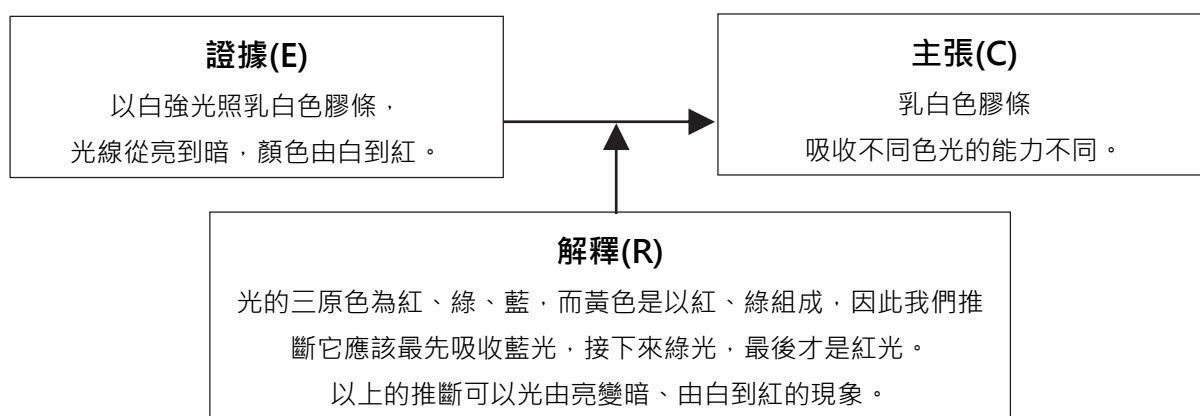 證據(E)
以白強光照乳白色膠條，
光線從亮到暗，顏色由白到紅。
主張(C)
乳白色膠條
吸收不同色光的能力不同。
解釋(R)
光的三原色為紅、綠、藍，而黃色是以紅、綠組成，因此我們推
斷它應該最先吸收藍光，接下來綠光，最後才是紅光。
以上的推斷可以光由亮變暗、由白到紅的現象。